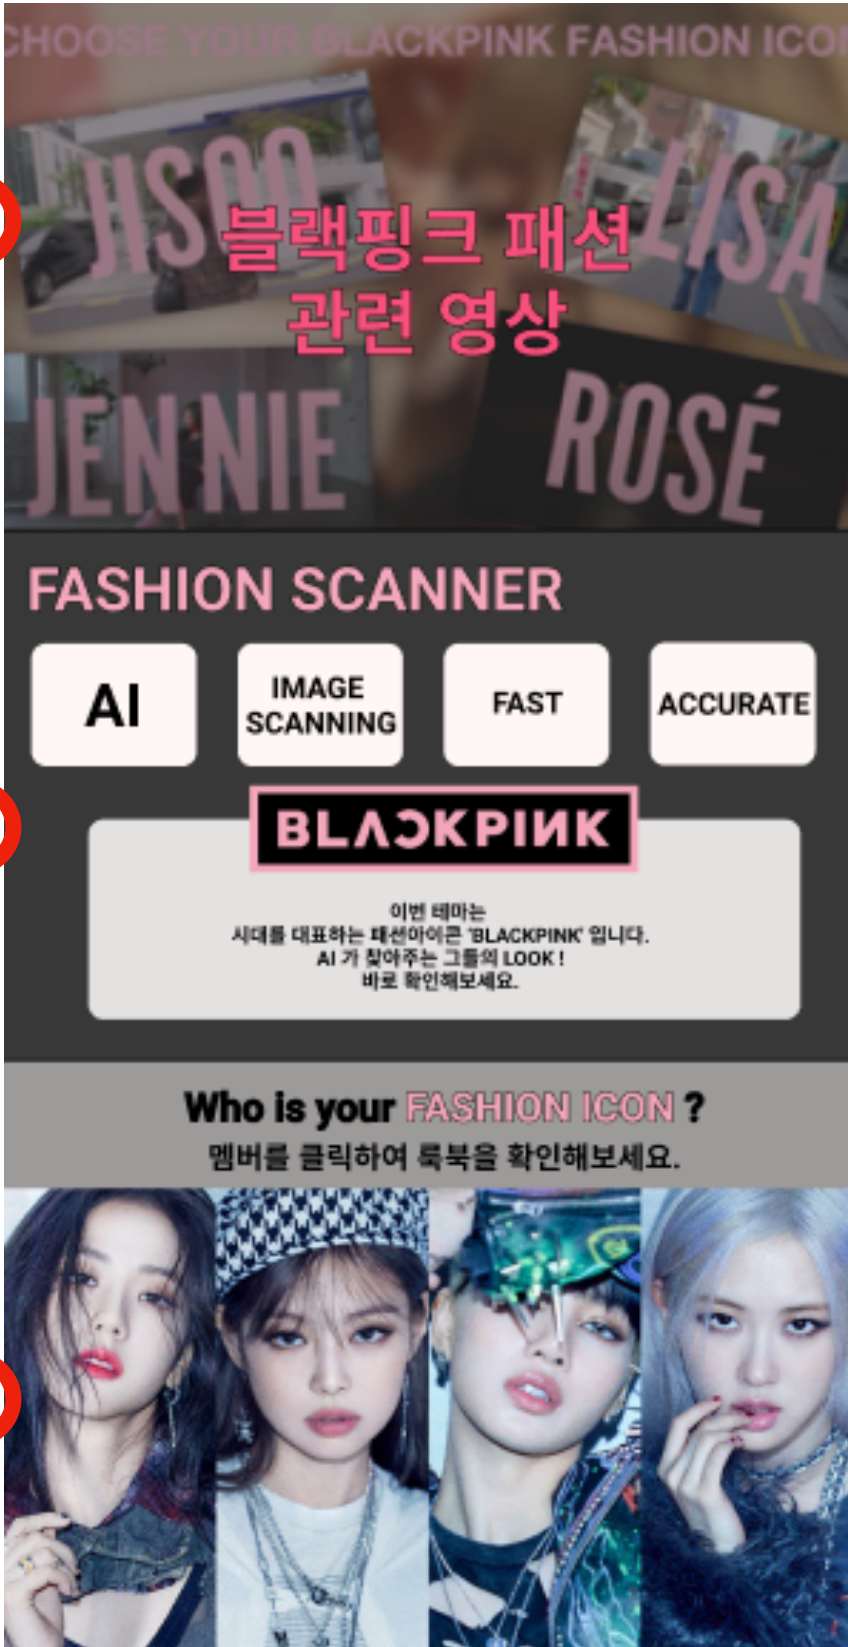 CHOOSE YOUR BLACKPINK FASHION ICON
JISOO
LISA
블랙핑크 패션
관련 영상
JENNIE
ROSÉ
FASHION SCANNER
AI
IMAGE
SCANNING
FAST
ACCURATE
BLACKPINK
이번 테마는
시대를 대표하는 패션아이콘 'BLACKPINK' 입니다.
AI 가 찾아주는 그들의 LOOK !
바로 확인해보세요.
Who is your FASHION ICON ?
멤버를 클릭하여 룩북을 확인해보세요.